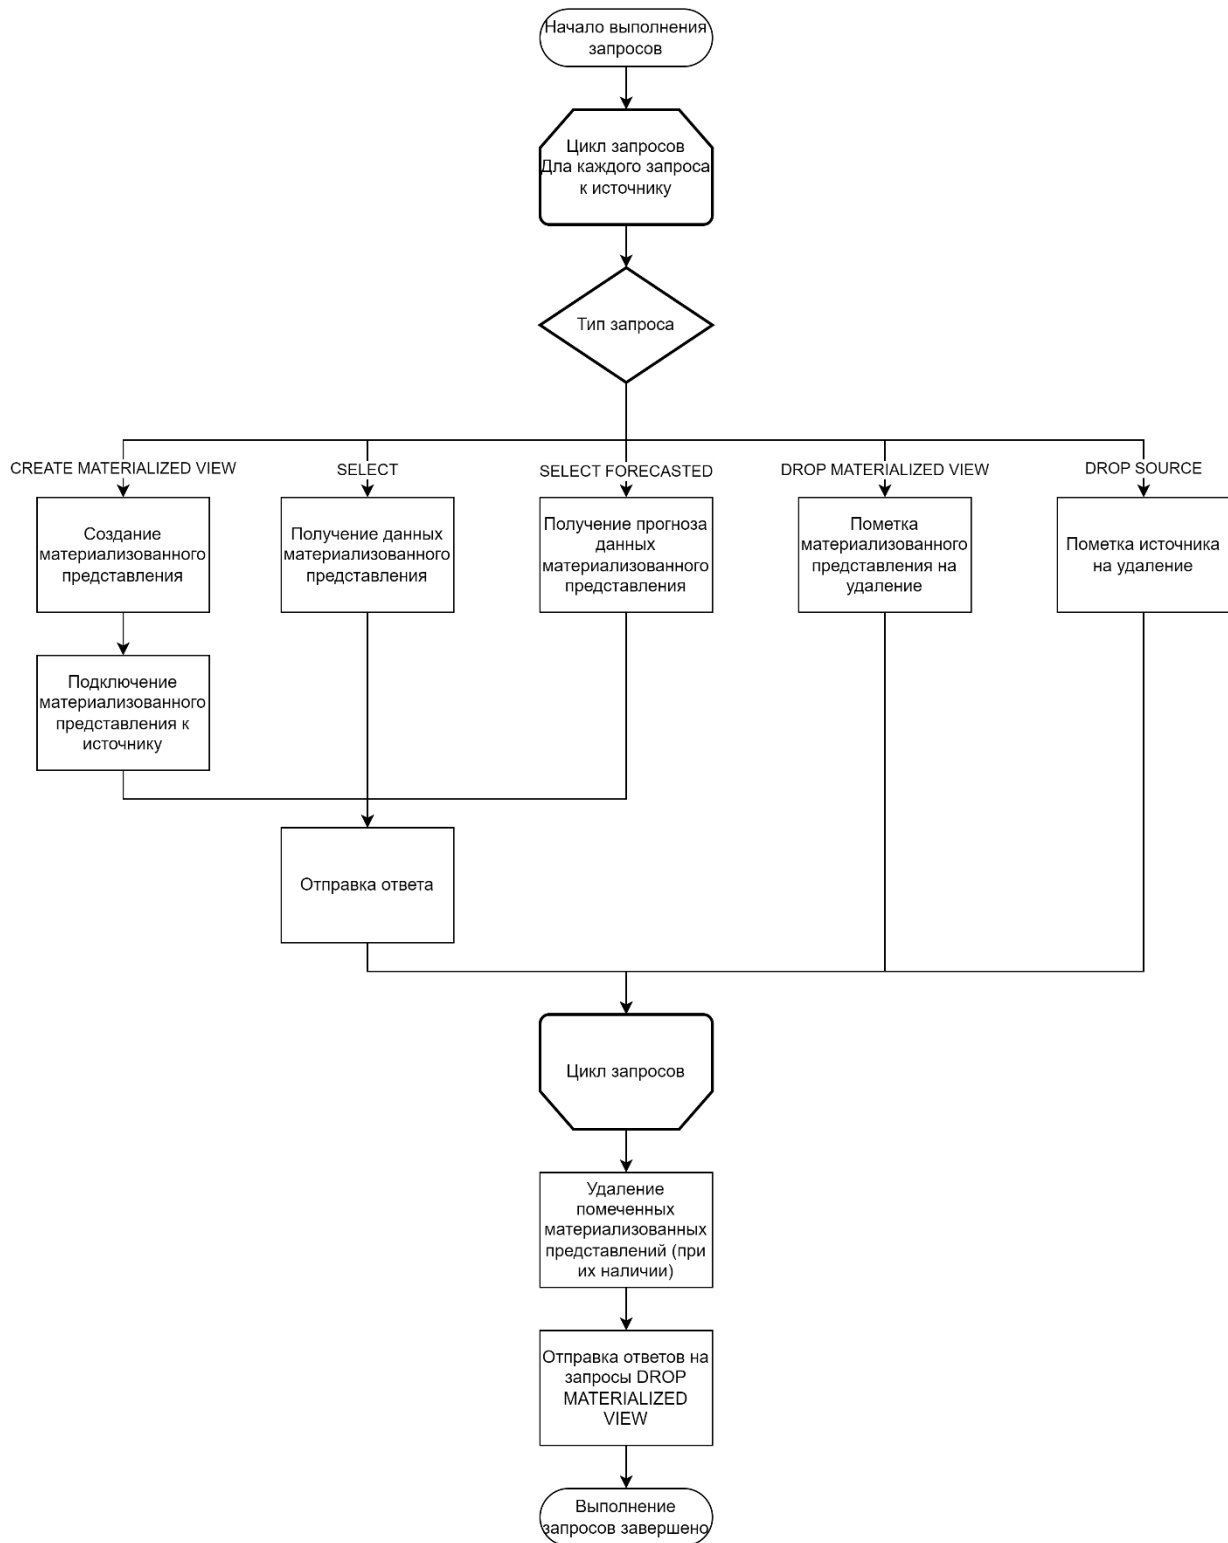 Начало выполнения
запросов
Цикл запросов
Дла каждого запроса
к источнику
Тип запроса
CREATE MATERIALIZED VIEW
SELECT
SELECT FORECASTED
DROP MATERIALIZED VIEW
DROP SOURCE
Создание
материализованного
представления
Получение данных
материализованного
представления
Получение прогноза
данных
материализованного
представления
Пометка
материализованного
представления на
удаление
Пометка источника
на удаление
Подключение
материализованного
представления к
источнику
Отправка ответа
Цикл запросов
Удаление
помеченных
материализованных
представлений (при
их наличии)
Отправка ответов на
запросы DROP
MATERIALIZED
VIEW
Выполнение
запросов завершено